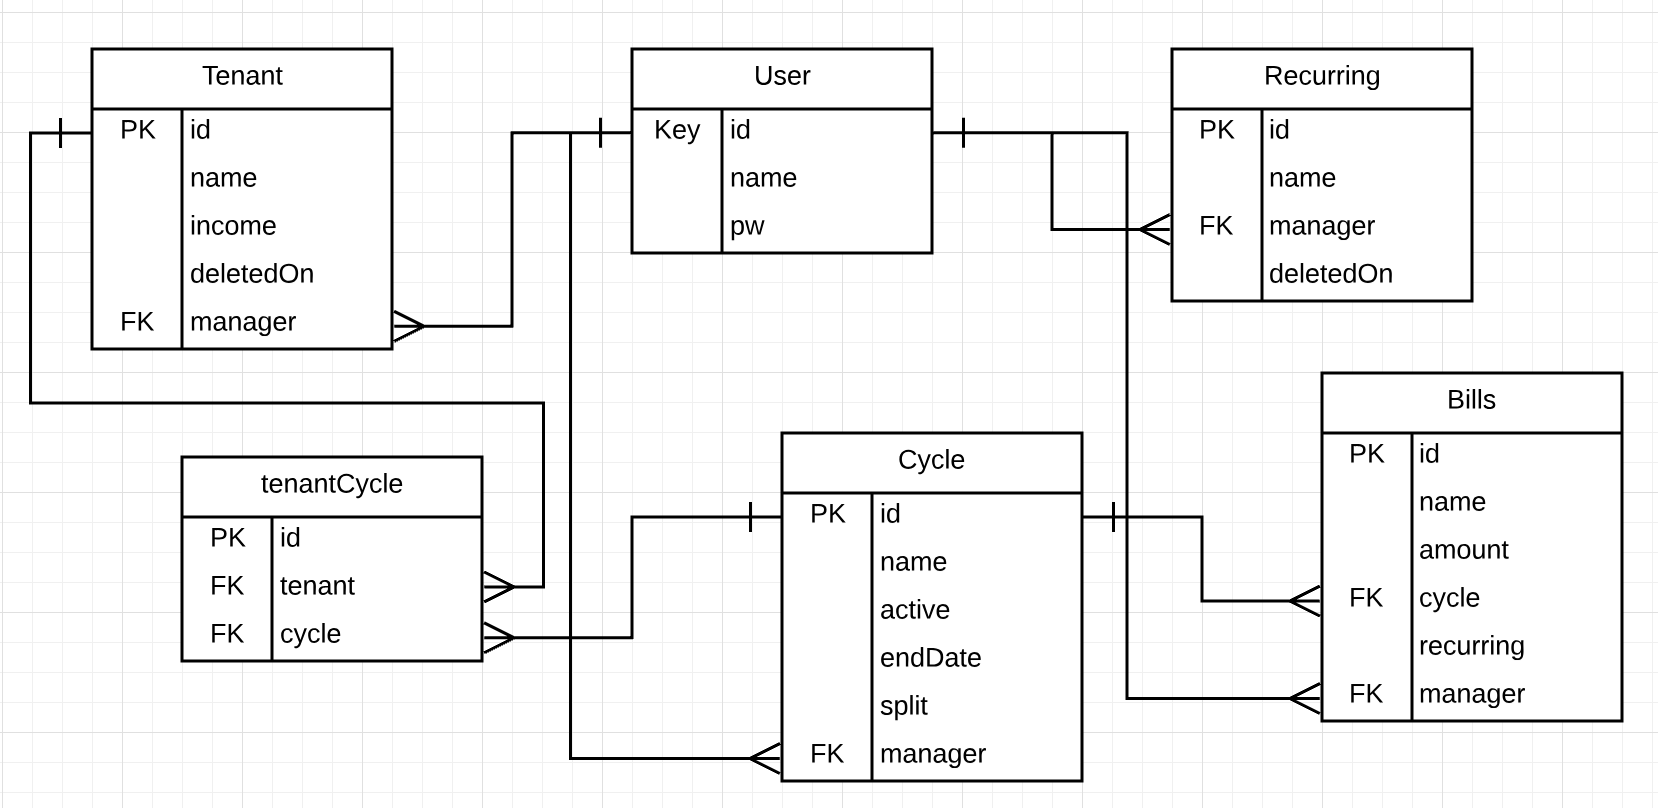 Tenant
PK id
name
income
deletedOn
FK manager
User
Key id
name
pw
Recurring
PK id
name
FK manager
deletedOn
tenantCycle
PK id
FK tenant
FK cycle
Cycle
PK id
name
active
endDate
split
FK manager
Bills
PK id
name
amount
FK cycle
recurring
FK manager